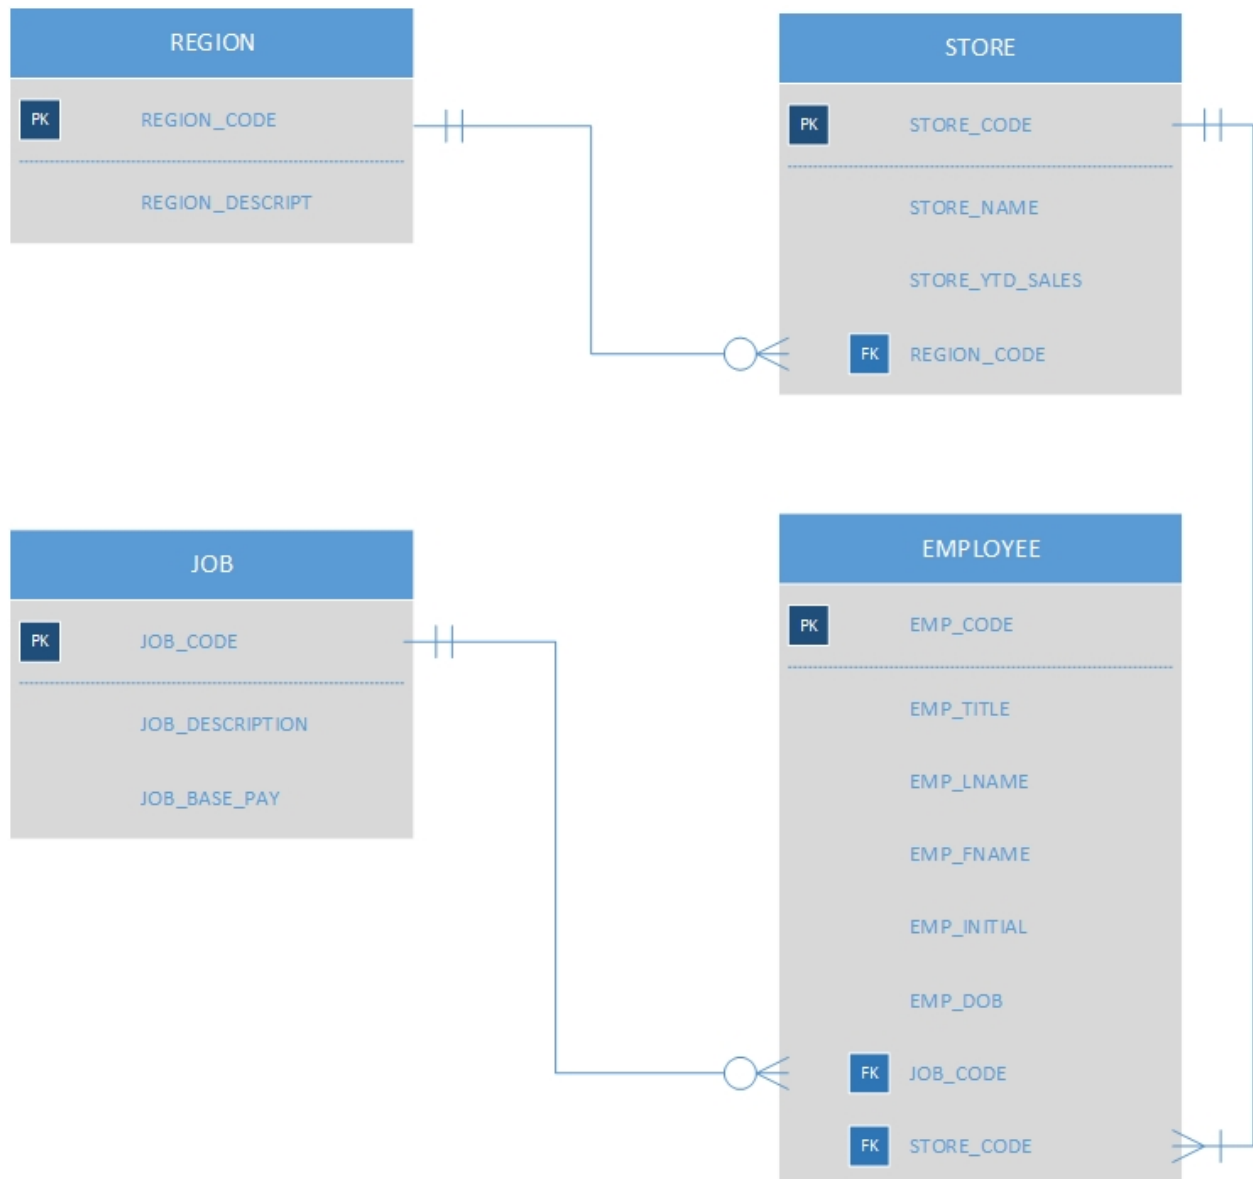 REGION
PK REGION_CODE
REGION_DESCRIPT
STORE
PK STORE_CODE
STORE_NAME
STORE_YTD_SALES
FK REGION_CODE
JOB
PK JOB_CODE
JOB_DESCRIPTION
JOB_BASE_PAY
EMPLOYEE
PK EMP_CODE
EMP_TITLE
EMP_LNAME
EMP_FNAME
EMP_INITIAL
EMP_DOB
FK JOB_CODE
FK STORE_CODE